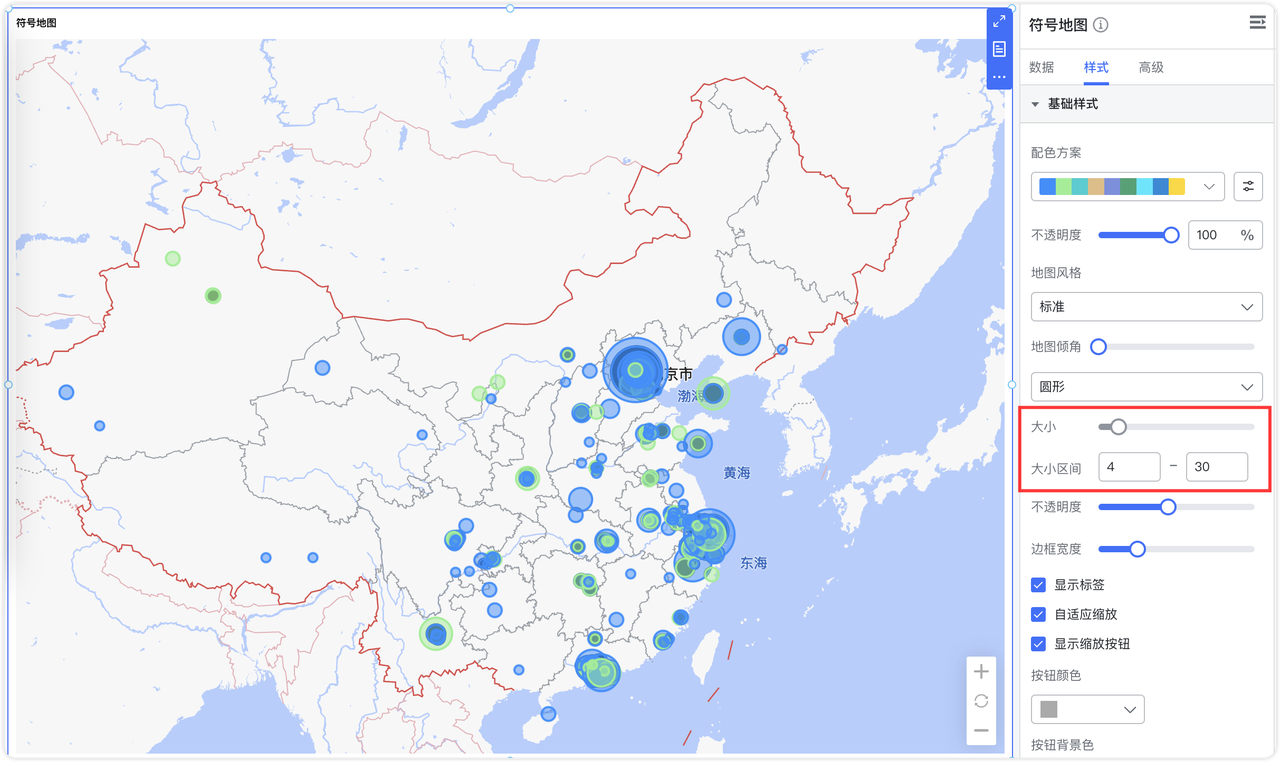 符号地图
京市
渤海
黄海
东海
符号地图
数据 样式 高级
基础样式
配色方案
不透明度 100 %
地图风格
标准
地图倾角
圆形
大小
大小区间 4 – 30
不透明度
边框宽度
显示标签
自适应缩放
显示缩放按钮
按钮颜色
按钮背景色